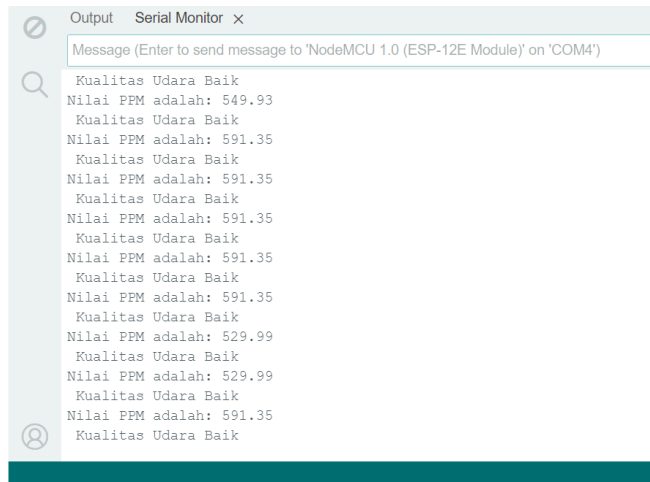 Output Serial Monitor ×
Message (Enter to send message to 'NodeMCU 1.0 (ESP-12E Module)' on 'COM4')
Kualitas Udara Baik
Nilai PPM adalah: 549.93
Kualitas Udara Baik
Nilai PPM adalah: 591.35
Kualitas Udara Baik
Nilai PPM adalah: 591.35
Kualitas Udara Baik
Nilai PPM adalah: 591.35
Kualitas Udara Baik
Nilai PPM adalah: 591.35
Kualitas Udara Baik
Nilai PPM adalah: 591.35
Kualitas Udara Baik
Nilai PPM adalah: 529.99
Kualitas Udara Baik
Nilai PPM adalah: 529.99
Kualitas Udara Baik
Nilai PPM adalah: 591.35
Kualitas Udara Baik